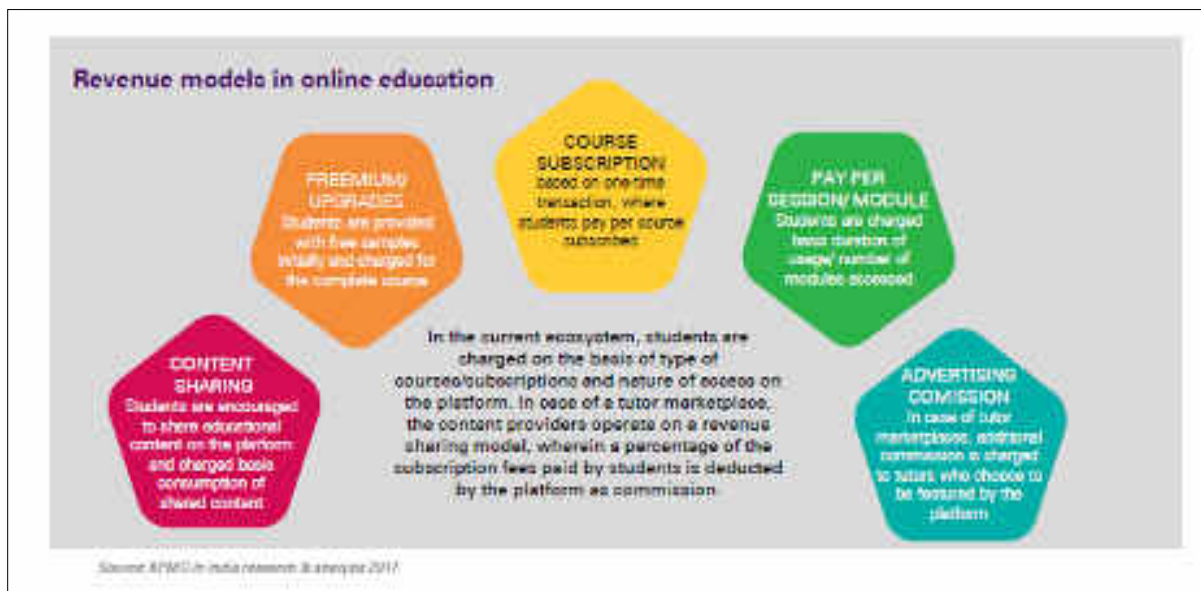 Revenue models in online education
CONTENT
SHARING
Students are encouraged
to share educational
content on the platform
and charged basis
consumption of
shared content
FREEMIUM/
UPGRADES
Students are provided
with free samples
initially and charged for
the complete course
COURSE
SUBSCRIPTION
based on one-time
transaction, where
students pay per source
subscribed
PAY PER
SESSION/ MODULE
Students are charged
basis duration of
usage/ number of
modules accessed
ADVERTISING
COMISSION
In case of tutor
marketplaces, additional
commission is charged
to tutors who choose to
be featured by the
platform
In the current ecosystem, students are
charged on the basis of type of
courses/subscriptions and nature of access on
the platform. In case of a tutor marketplace,
the content providers operate on a revenue
sharing model, wherein a percentage of the
subscription fees paid by students is deducted
by the platform as commission.
Source: KPMG in India research & analysis 2017